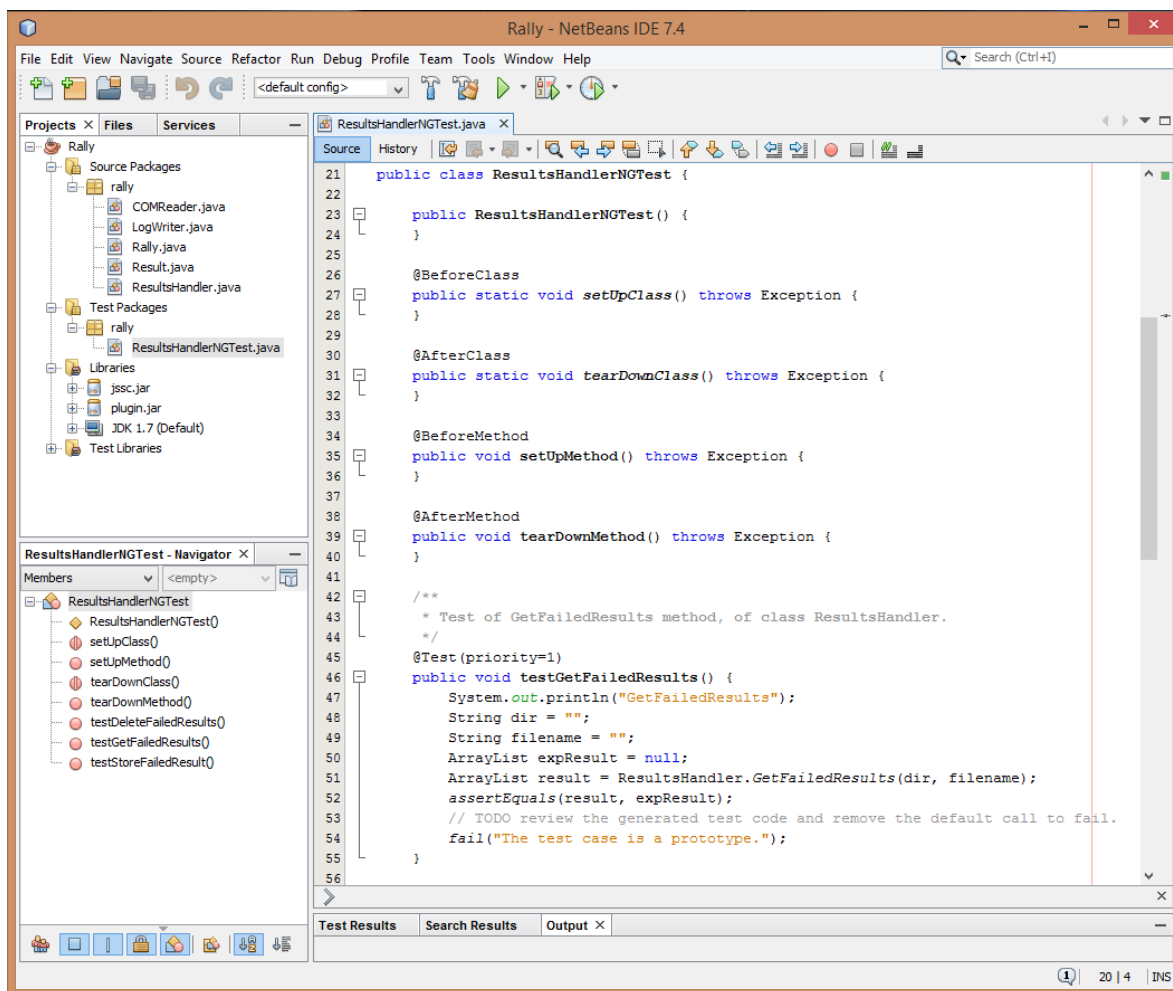 Rally - NetBeans IDE 7.4
File Edit View Navigate Source Refactor Run Debug Profile Team Tools Window Help
Search (Ctrl+I)
<default config>
Projects Files Services
Rally
Source Packages
rally
COMReader.java
LogWriter.java
Rally.java
Result.java
ResultsHandler.java
Test Packages
rally
ResultsHandlerNGTest.java
Libraries
jssc.jar
plugin.jar
JDK 1.7 (Default)
Test Libraries
ResultsHandlerNGTest - Navigator
Members <empty>
ResultsHandlerNGTest
ResultsHandlerNGTest()
setUpClass()
setUpMethod()
tearDownClass()
tearDownMethod()
testDeleteFailedResults()
testGetFailedResults()
testStoreFailedResult()
ResultsHandlerNGTest.java
Source History
21 public class ResultsHandlerNGTest {
22
23 public ResultsHandlerNGTest() {
24 }
25
26 @BeforeClass
27 public static void setUpClass() throws Exception {
28 }
29
30 @AfterClass
31 public static void tearDownClass() throws Exception {
32 }
33
34 @BeforeMethod
35 public void setUpMethod() throws Exception {
36 }
37
38 @AfterMethod
39 public void tearDownMethod() throws Exception {
40 }
41
42 /**
43 * Test of GetFailedResults method, of class ResultsHandler.
44 */
45 @Test(priority=1)
46 public void testGetFailedResults() {
47 System.out.println("GetFailedResults");
48 String dir = "";
49 String filename = "";
50 ArrayList expResult = null;
51 ArrayList result = ResultsHandler.GetFailedResults(dir, filename);
52 assertEquals(result, expResult);
53 // TODO review the generated test code and remove the default call to fail.
54 fail("The test case is a prototype.");
55 }
56
Test Results Search Results Output
1 20 | 4 INS